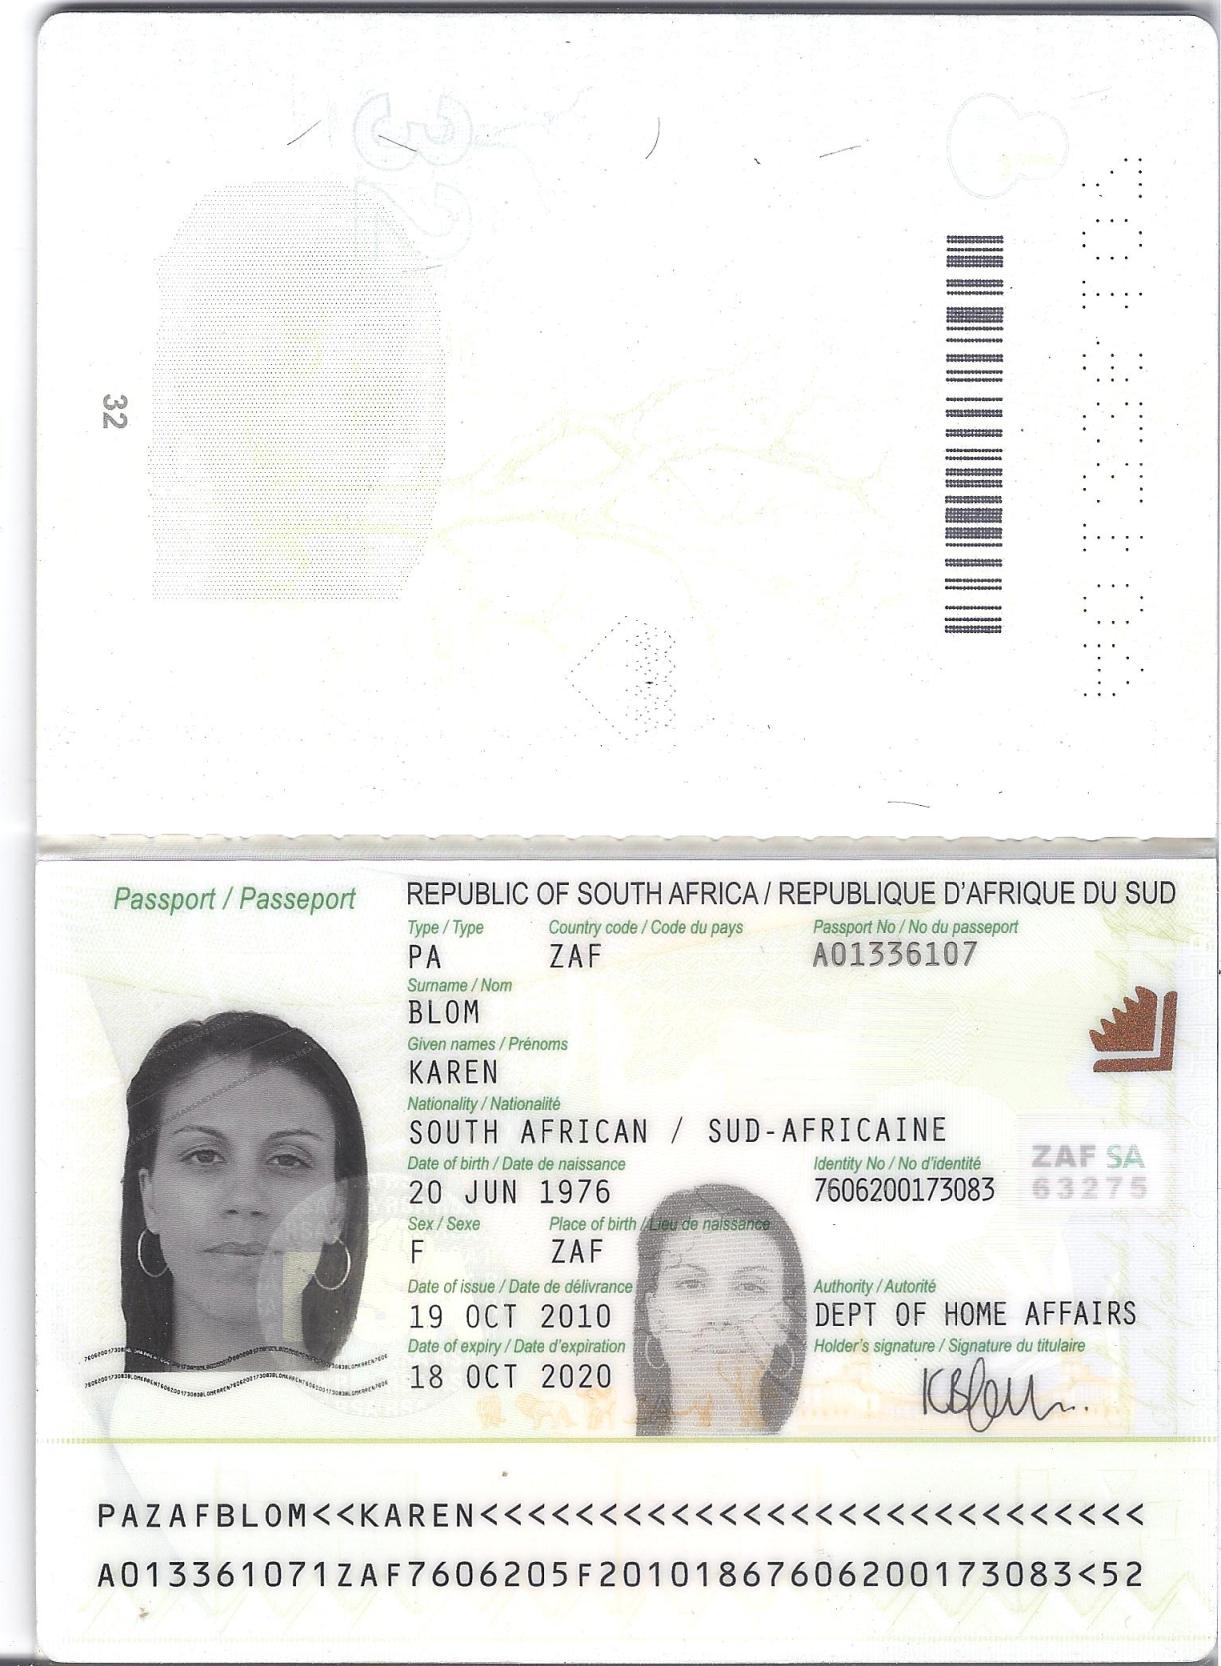 32
Passport / Passeport
REPUBLIC OF SOUTH AFRICA / REPUBLIQUE D'AFRIQUE DU SUD
Type / Type Country code / Code du pays Passport No / No du passeport
PA ZAF A01336107
Surname / Nom
BLOM
Given names / Prénoms
KAREN
Nationality / Nationalité
SOUTH AFRICAN / SUD-AFRICAINE
Date of birth / Date de naissance Identity No / No d'identité
20 JUN 1976 7606200173083
ZAF SA
63275
Sex / Sexe Place of birth / Lieu de naissance
F ZAF
Date of issue / Date de délivrance Authority / Autorité
19 OCT 2010 DEPT OF HOME AFFAIRS
Date of expiry / Date d'expiration Holder's signature / Signature du titulaire
18 OCT 2020
PAZAFBLOM<<KAREN<<<<<<<<<<<<<<<<<<<<<<<<<<<<
A013361071ZAF7606205F20101867606200173083<52